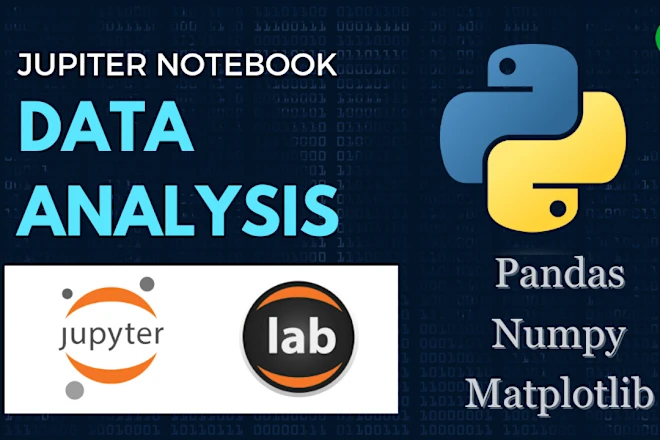 JUPITER NOTEBOOK
DATA
ANALYSIS
jupyter
lab
Pandas
Numpy
Matplotlib